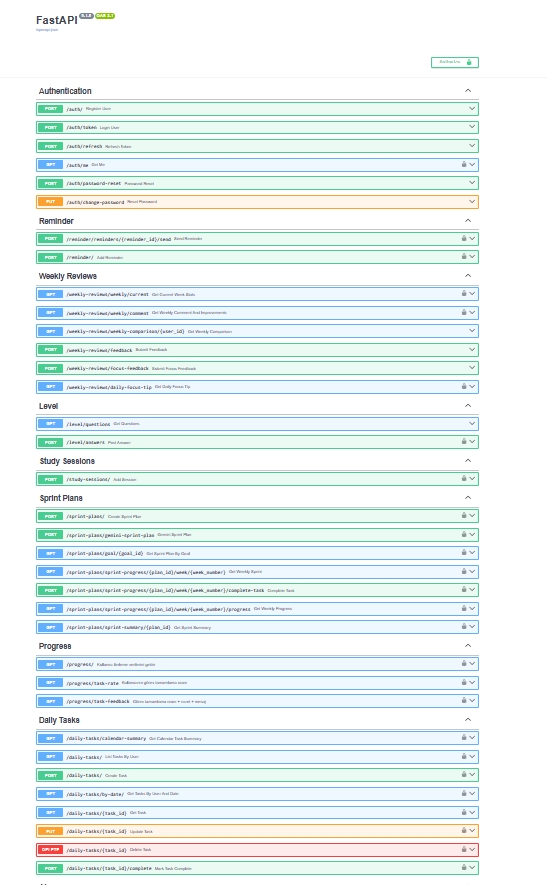 FastAPI 0.1.0 OAS 3.1
/openapi.json
Authorize
Authentication
POST /auth/ Register User
POST /auth/token Login User
POST /auth/refresh Refresh Token
GET /auth/me Get Me
POST /auth/password-reset Password Reset
PUT /auth/change-password Reset Password
Reminder
POST /reminder/reminders/{reminder_id}/send Send Reminder
POST /reminder/ Add Reminder
Weekly Reviews
GET /weekly-reviews/weekly/current Get Current Week Stats
GET /weekly-reviews/weekly/comment Get Weekly Comment And Improvements
GET /weekly-reviews/weekly-comparison/{user_id} Get Weekly Comparison
POST /weekly-reviews/feedback Submit Feedback
POST /weekly-reviews/focus-feedback Submit Focus Feedback
GET /weekly-reviews/daily-focus-tip Get Daily Focus Tip
Level
GET /level/questions Get Questions
POST /level/answers Post Answer
Study Sessions
POST /study-sessions/ Add Session
Sprint Plans
POST /sprint-plans/ Create Sprint Plan
POST /sprint-plans/gemini-sprint-plan Gemini Sprint Plan
GET /sprint-plans/goal/{goal_id} Get Sprint Plan By Goal
GET /sprint-plans/sprint-progress/{plan_id}/week/{week_number} Get Weekly Sprint
POST /sprint-plans/sprint-progress/{plan_id}/week/{week_number}/complete-task Complete Task
GET /sprint-plans/sprint-progress/{plan_id}/week/{week_number}/progress Get Weekly Progress
GET /sprint-plans/sprint-summary/{plan_id} Get Sprint Summary
Progress
GET /progress/
GET /progress/task-rate
GET /progress/task-feedback
Daily Tasks
GET /daily-tasks/calendar-summary Get Calendar Task Summary
GET /daily-tasks/ List Tasks By User
POST /daily-tasks/ Create Task
GET /daily-tasks/by-date/ Get Tasks By User And Date
GET /daily-tasks/{task_id} Get Task
PUT /daily-tasks/{task_id} Update Task
DELETE /daily-tasks/{task_id} Delete Task
POST /daily-tasks/{task_id}/complete Mark Task Complete